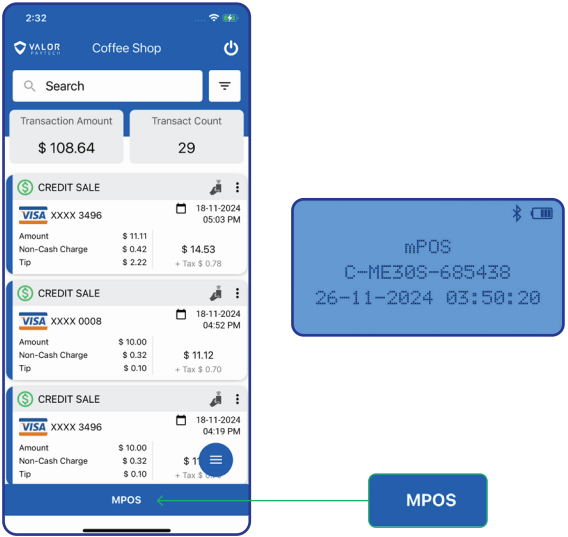 2:32
VALOR
PAYTECH
Coffee Shop
Search
Transaction Amount
$ 108.64
Transact Count
29
CREDIT SALE
VISA XXXX 3496
18-11-2024
05:03 PM
Amount $ 11.11
Non-Cash Charge $ 0.42
Tip $ 2.22
$ 14.53
+ Tax $ 0.78
CREDIT SALE
VISA XXXX 0008
18-11-2024
04:52 PM
Amount $ 10.00
Non-Cash Charge $ 0.32
Tip $ 0.10
$ 11.12
+ Tax $ 0.70
CREDIT SALE
VISA XXXX 3496
18-11-2024
04:19 PM
Amount $ 10.00
Non-Cash Charge $ 0.32
Tip $ 0.10
$ 11
+ Tax $
MPOS
mPOS
C-ME30S-685438
26-11-2024 03:50:20
MPOS